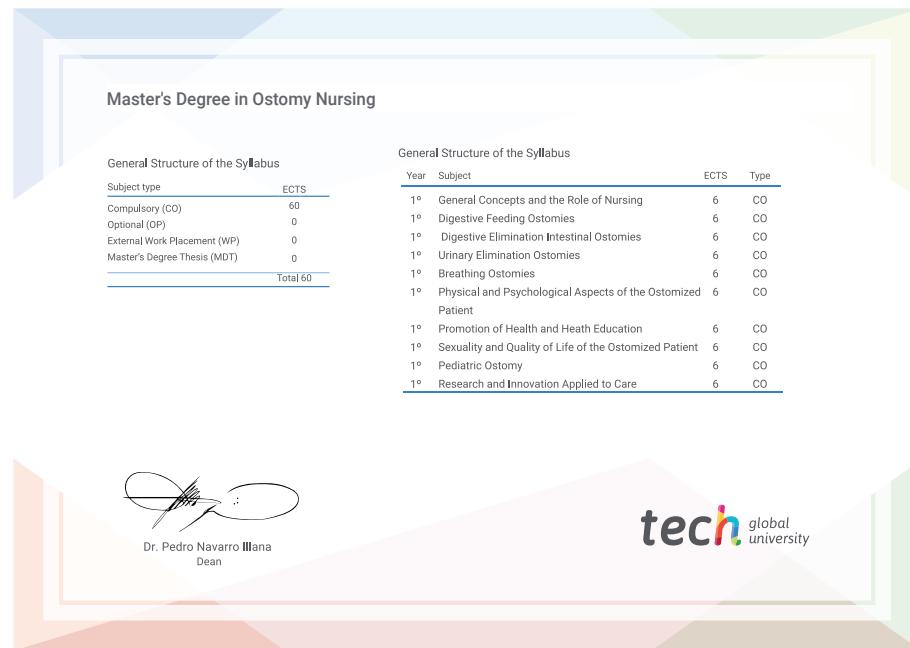 Master's Degree in Ostomy Nursing
General Structure of the Syllabus
Subject type ECTS
Compulsory (CO) 60
Optional (OP) 0
External Work Placement (WP) 0
Master's Degree Thesis (MDT) 0
Total 60
General Structure of the Syllabus
Year Subject ECTS Type
1º General Concepts and the Role of Nursing 6 CO
1º Digestive Feeding Ostomies 6 CO
1º Digestive Elimination Intestinal Ostomies 6 CO
1º Urinary Elimination Ostomies 6 CO
1º Breathing Ostomies 6 CO
1º Physical and Psychological Aspects of the Ostomized 6 CO
Patient
1º Promotion of Health and Heath Education 6 CO
1º Sexuality and Quality of Life of the Ostomized Patient 6 CO
1º Pediatric Ostomy 6 CO
1º Research and Innovation Applied to Care 6 CO
Dr. Pedro Navarro Illana
Dean
tech global
university